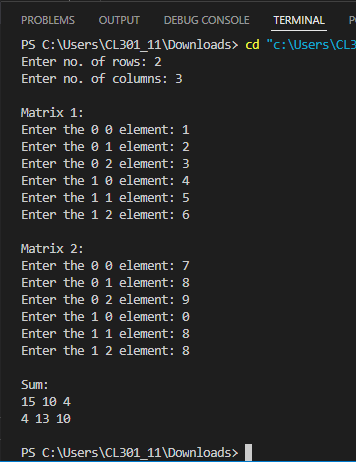 PROBLEMS OUTPUT DEBUG CONSOLE TERMINAL
PS C:\Users\CL301_11\Downloads> cd "c:\Users\CL3
Enter no. of rows: 2
Enter no. of columns: 3
Matrix 1:
Enter the 0 0 element: 1
Enter the 0 1 element: 2
Enter the 0 2 element: 3
Enter the 1 0 element: 4
Enter the 1 1 element: 5
Enter the 1 2 element: 6
Matrix 2:
Enter the 0 0 element: 7
Enter the 0 1 element: 8
Enter the 0 2 element: 9
Enter the 1 0 element: 0
Enter the 1 1 element: 8
Enter the 1 2 element: 8
Sum:
15 10 4
4 13 10
PS C:\Users\CL301_11\Downloads>